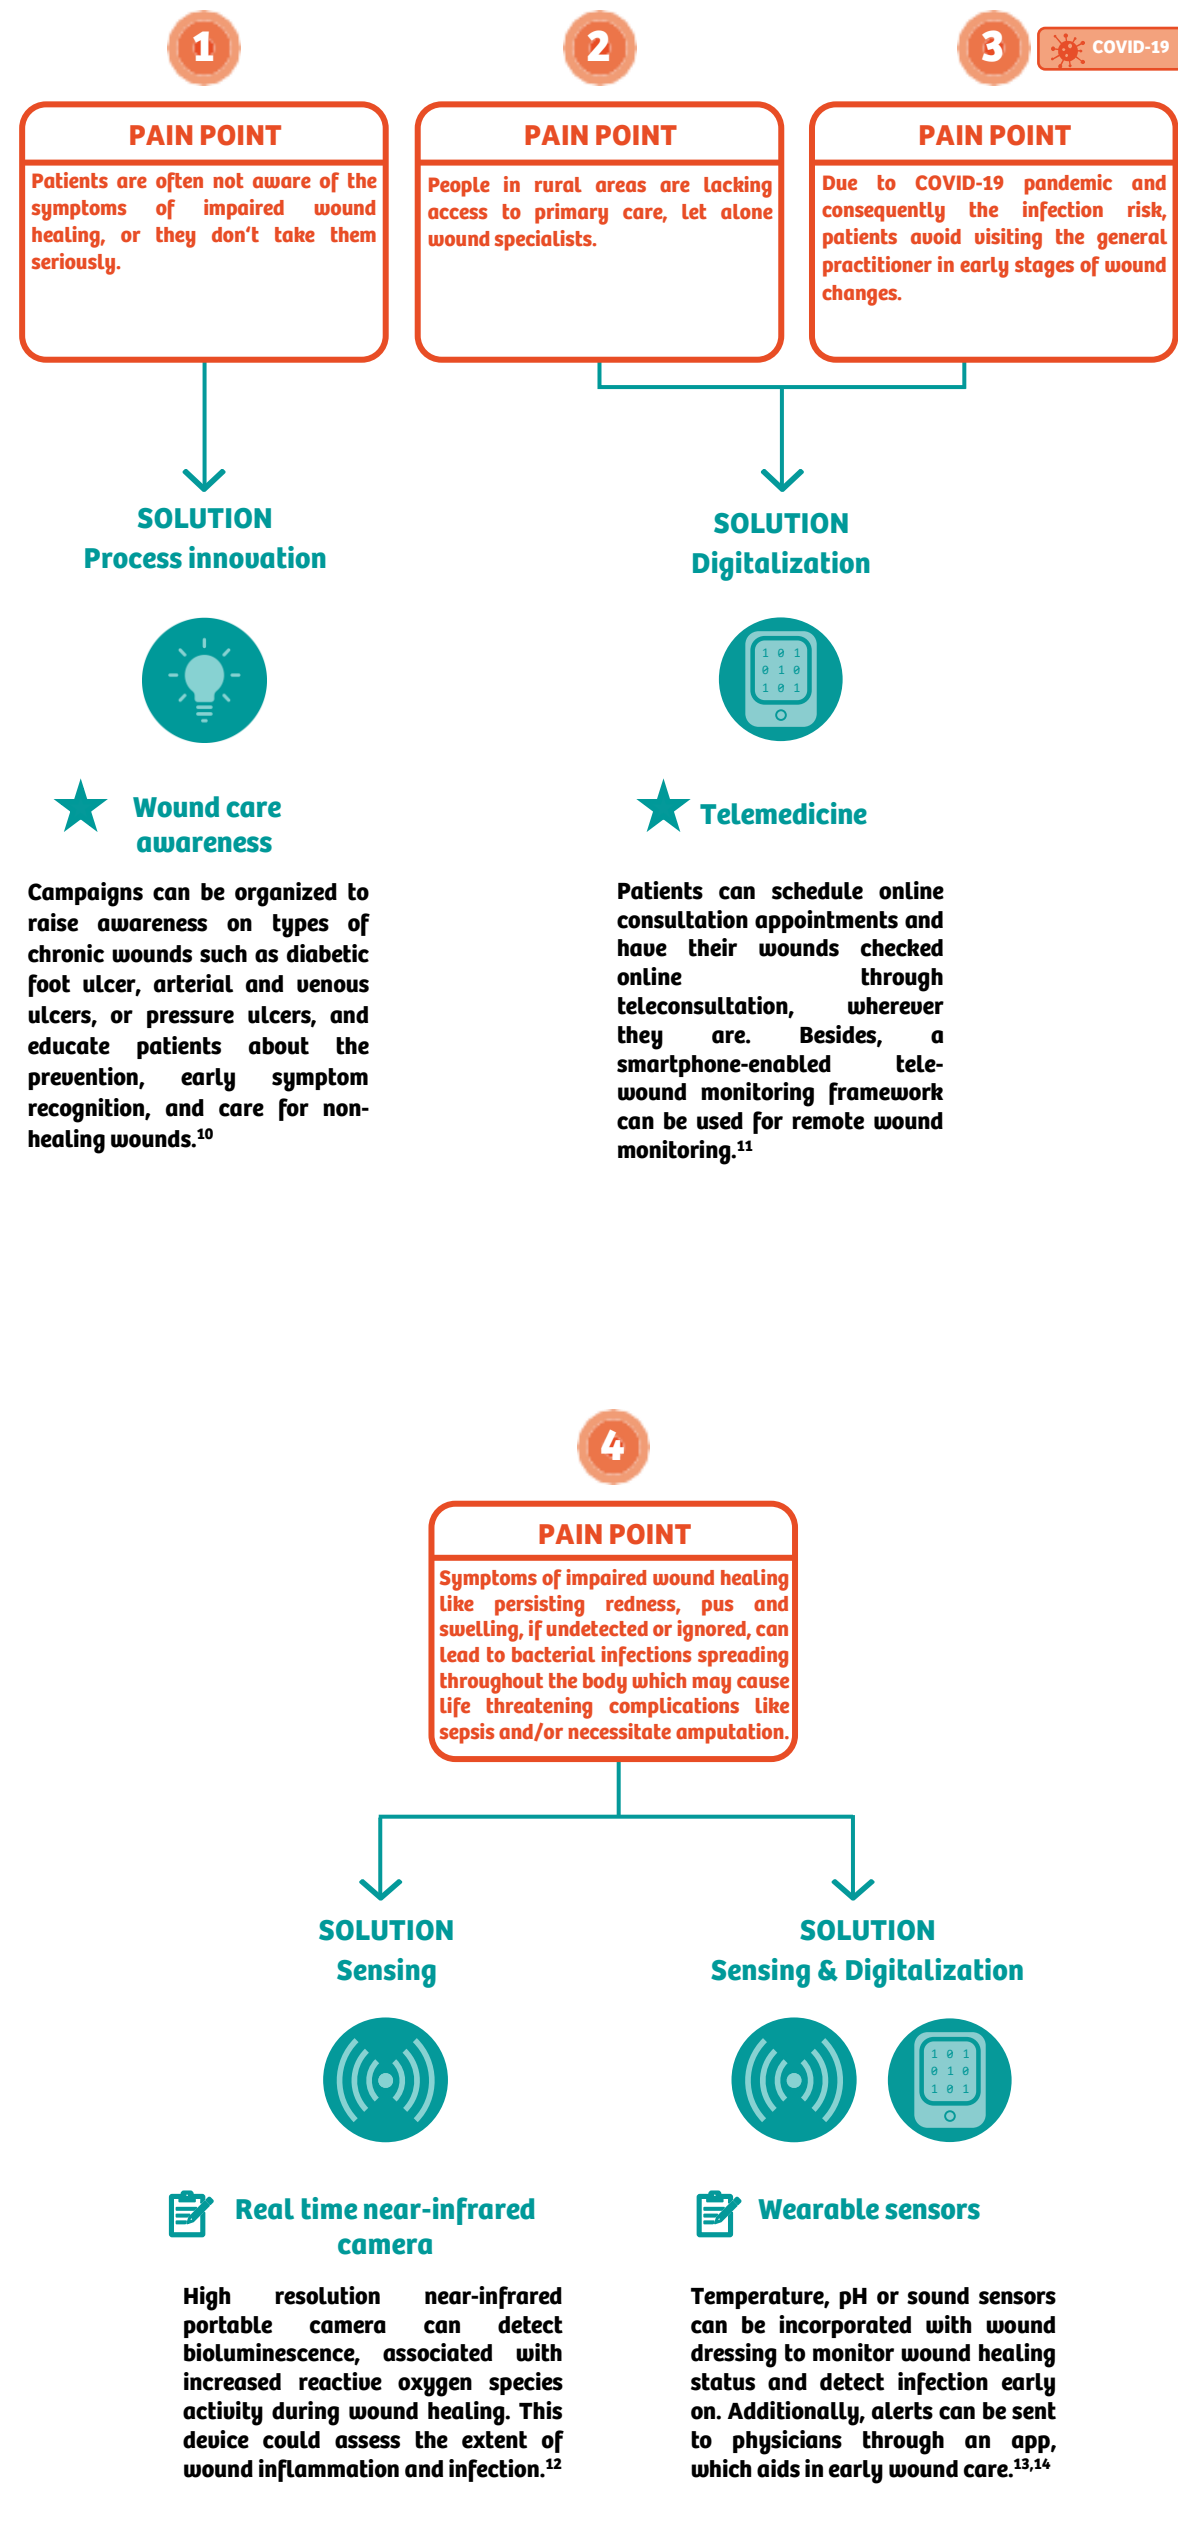 1
2
3
COVID-19
PAIN POINT
Patients are often not aware of the
symptoms of impaired wound
healing, or they don't take them
seriously.
PAIN POINT
People in rural areas are lacking
access to primary care, let alone
wound specialists.
PAIN POINT
Due to COVID-19 pandemic and
consequently the infection risk,
patients avoid visiting the general
practitioner in early stages of wound
changes.
SOLUTION
Process innovation
SOLUTION
Digitalization
1 0 1
0 1 0
1 0 1
Wound care
awareness
Campaigns can be organized to
raise awareness on types of
chronic wounds such as diabetic
foot ulcer, arterial and venous
ulcers, or pressure ulcers, and
educate patients about the
prevention, early symptom
recognition, and care for non-
healing wounds.10
Telemedicine
Patients can schedule online
consultation appointments and
have their wounds checked
online through
teleconsultation, wherever
they are. Besides, a
smartphone-enabled tele-
wound monitoring framework
can be used for remote wound
monitoring.11
4
PAIN POINT
Symptoms of impaired wound healing
like persisting redness, pus and
swelling, if undetected or ignored, can
lead to bacterial infections spreading
throughout the body which may cause
life threatening complications like
sepsis and/or necessitate amputation.
SOLUTION
Sensing
SOLUTION
Sensing & Digitalization
1 0 1
0 1 0
1 0 1
Real time near-infrared
camera
High resolution near-infrared
portable camera can detect
bioluminescence, associated with
increased reactive oxygen species
activity during wound healing. This
device could assess the extent of
wound inflammation and infection.12
Wearable sensors
Temperature, pH or sound sensors
can be incorporated with wound
dressing to monitor wound healing
status and detect infection early
on. Additionally, alerts can be sent
to physicians through an app,
which aids in early wound care.13,14